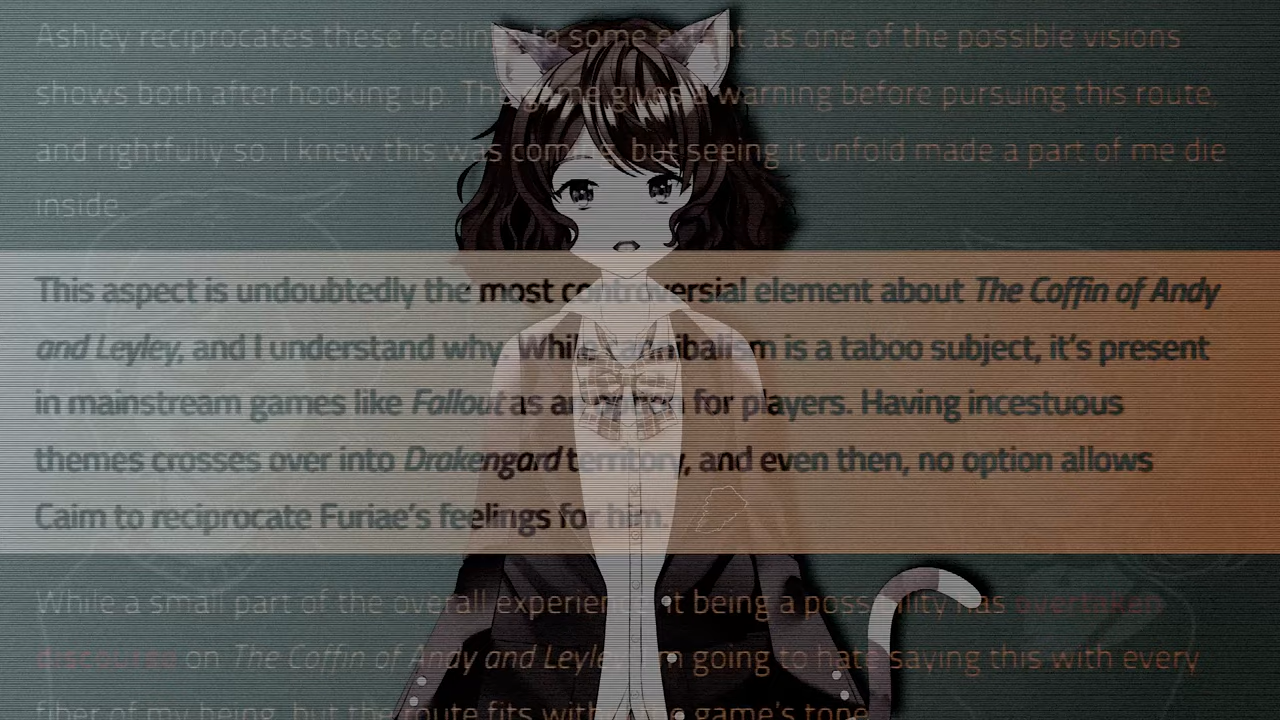 Ashley reciprocates these feelings to some extent, as one of the possible visions
shows both after hooking up. The game gives a warning before pursuing this route,
and rightfully so. I knew this was coming, but seeing it unfold made a part of me die
inside.
This aspect is undoubtedly the most controversial element about The Coffin of Andy
and Leyley, and I understand why. While cannibalism is a taboo subject, it’s present
in mainstream games like Fallout as an option for players. Having incestuous
themes crosses over into Drakengard territory, and even then, no option allows
Caim to reciprocate Furiae’s feelings for him.
While a small part of the overall experience, it being a possibility has overtaken
discourse on The Coffin of Andy and Leyley. I am going to hate saying this with every
fiber of my being, but the route fits with the game’s tone